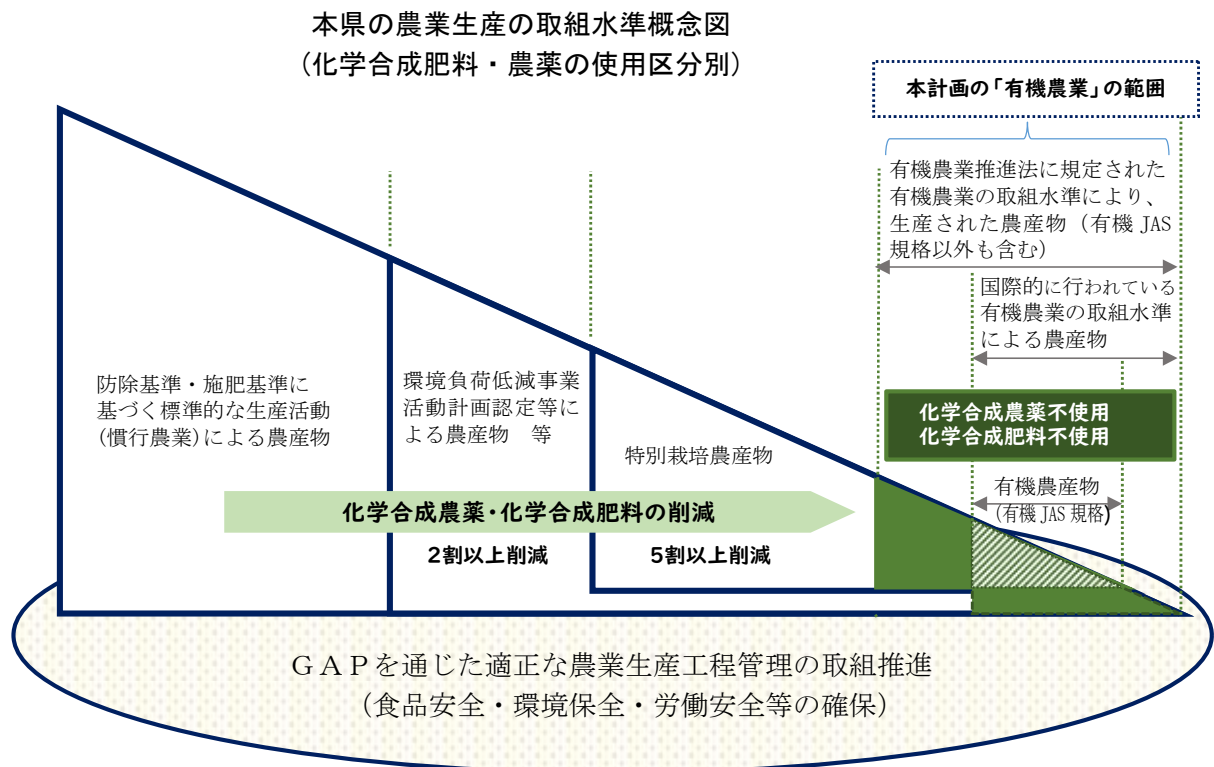 本県の農業生産の取組水準概念図
（化学合成肥料・農薬の使用区分別）
本計画の「有機農業」の範囲
有機農業推進法に規定された
有機農業の取組水準により、
生産された農産物（有機 JAS
規格以外も含む）
国際的に行われている
有機農業の取組水準
による農産物
防除基準・施肥基準に
基づく標準的な生産活動
(慣行農業)による農産物
環境負荷低減事業
活動計画認定等に
よる農産物　等
特別栽培農産物
化学合成農薬不使用
化学合成肥料不使用
有機農産物
(有機 JAS 規格)
化学合成農薬・化学合成肥料の削減
2割以上削減
5割以上削減
ＧＡＰを通じた適正な農業生産工程管理の取組推進
（食品安全・環境保全・労働安全等の確保）